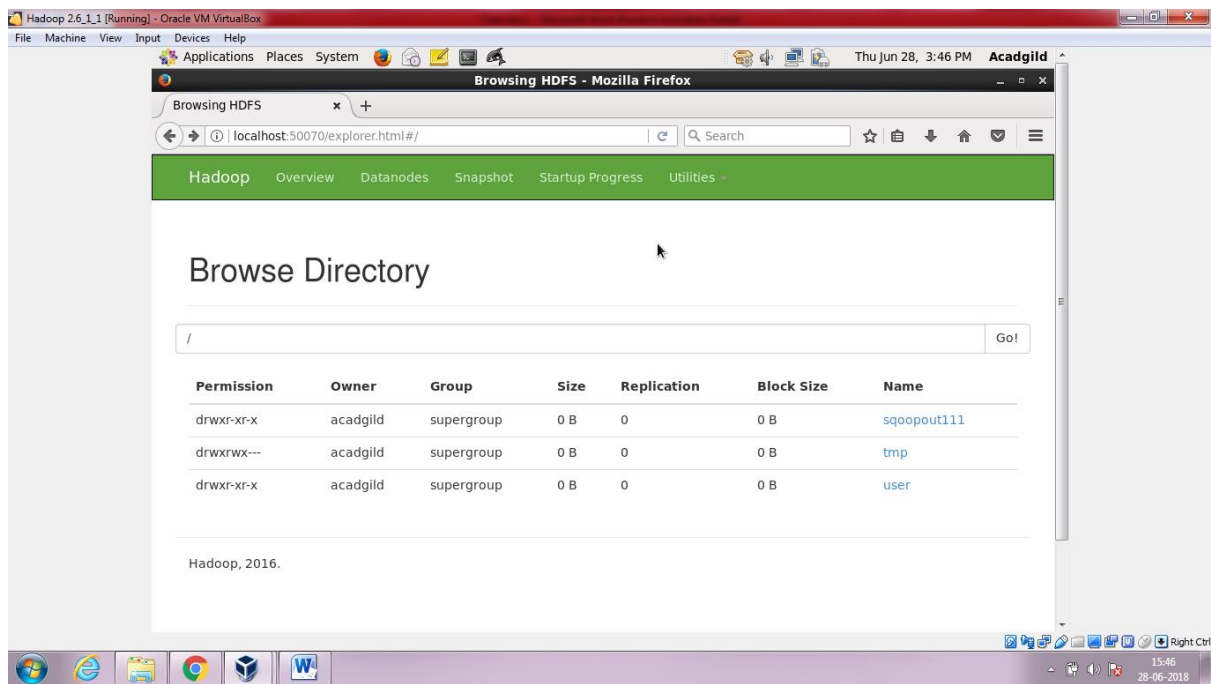 Hadoop 2.6_1_1 [Running] - Oracle VM VirtualBox
File Machine View Input Devices Help
Applications Places System Thu Jun 28, 3:46 PM Acadgild
Browsing HDFS - Mozilla Firefox
Browsing HDFS
localhost:50070/explorer.html#/ Search
Hadoop Overview Datanodes Snapshot Startup Progress Utilities
Browse Directory
/ Go!
Permission Owner Group Size Replication Block Size Name
drwxr-xr-x acadgild supergroup 0 B 0 0 B sqoopout111
drwxrwx--- acadgild supergroup 0 B 0 0 B tmp
drwxr-xr-x acadgild supergroup 0 B 0 0 B user
Hadoop, 2016.
Right Ctrl
15:46
28-06-2018